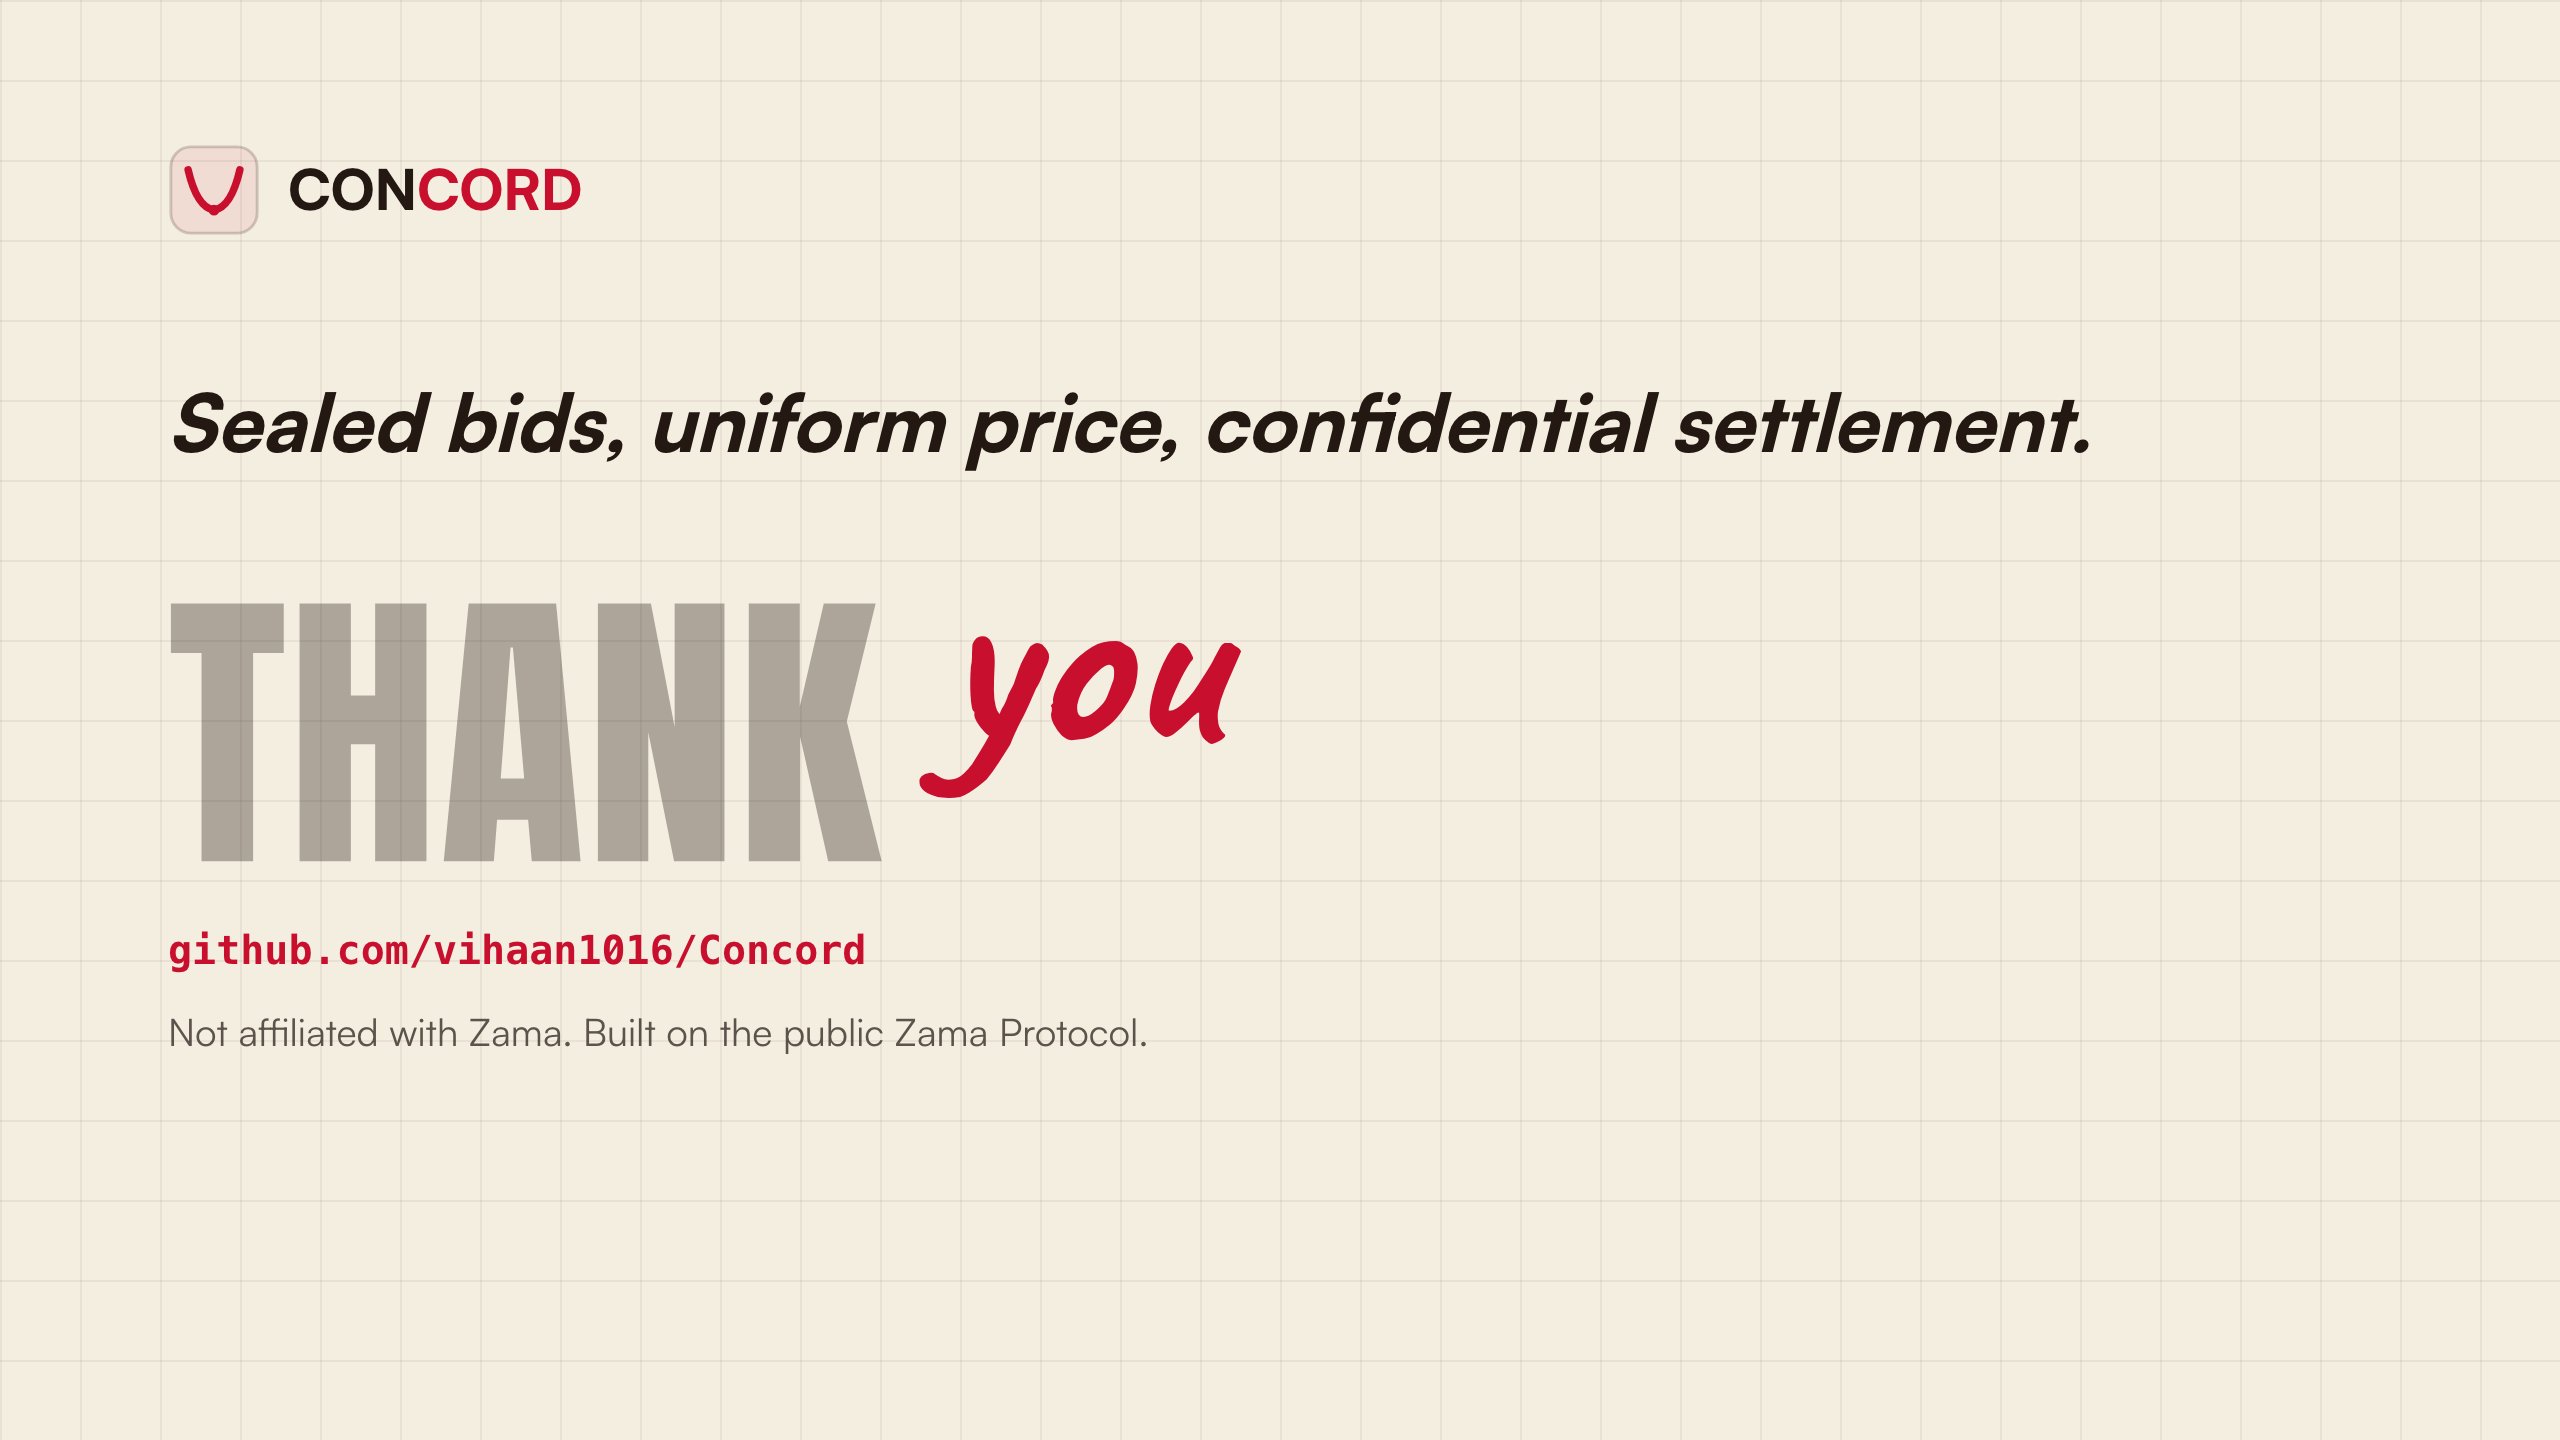 CONCORD
Sealed bids, uniform price, confidential settlement.
THANK you
github.com/vihaan1016/Concord
Not affiliated with Zama. Built on the public Zama Protocol.